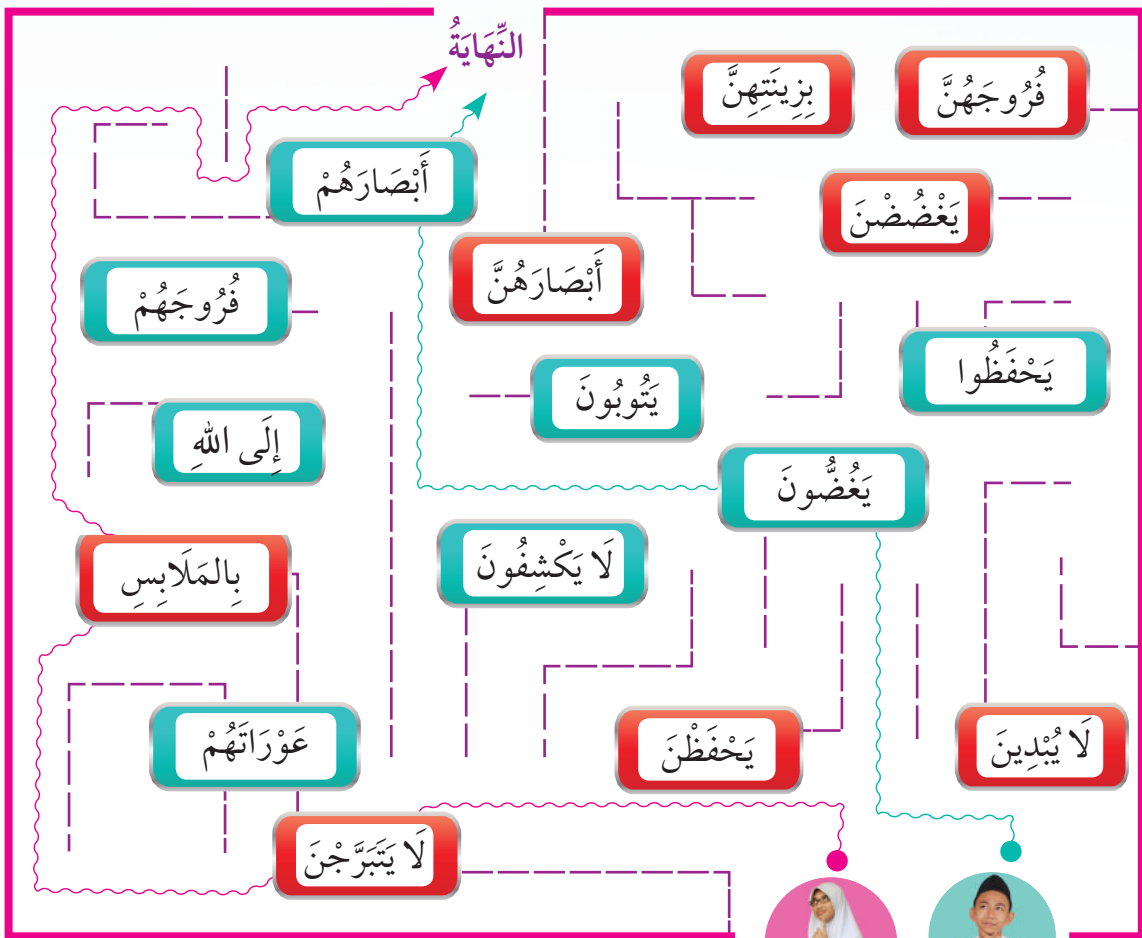 النِّهَايَةُ
فُرُوجَهُنَّ
بِزِينَتِهِنَّ
أَبْصَارَهُمْ
يَغْضُضْنَ
أَبْصَارَهُنَّ
فُرُوجَهُمْ
يَحْفَظُوا
يَتُوبُونَ
إِلَى اللهِ
يَغُضُّونَ
لَا يَكْشِفُونَ
بِالمَلَابِسِ
لَا يُبْدِينَ
يَحْفَظْنَ
عَوْرَاتَهُمْ
لَا يَتَبَرَّجْنَ